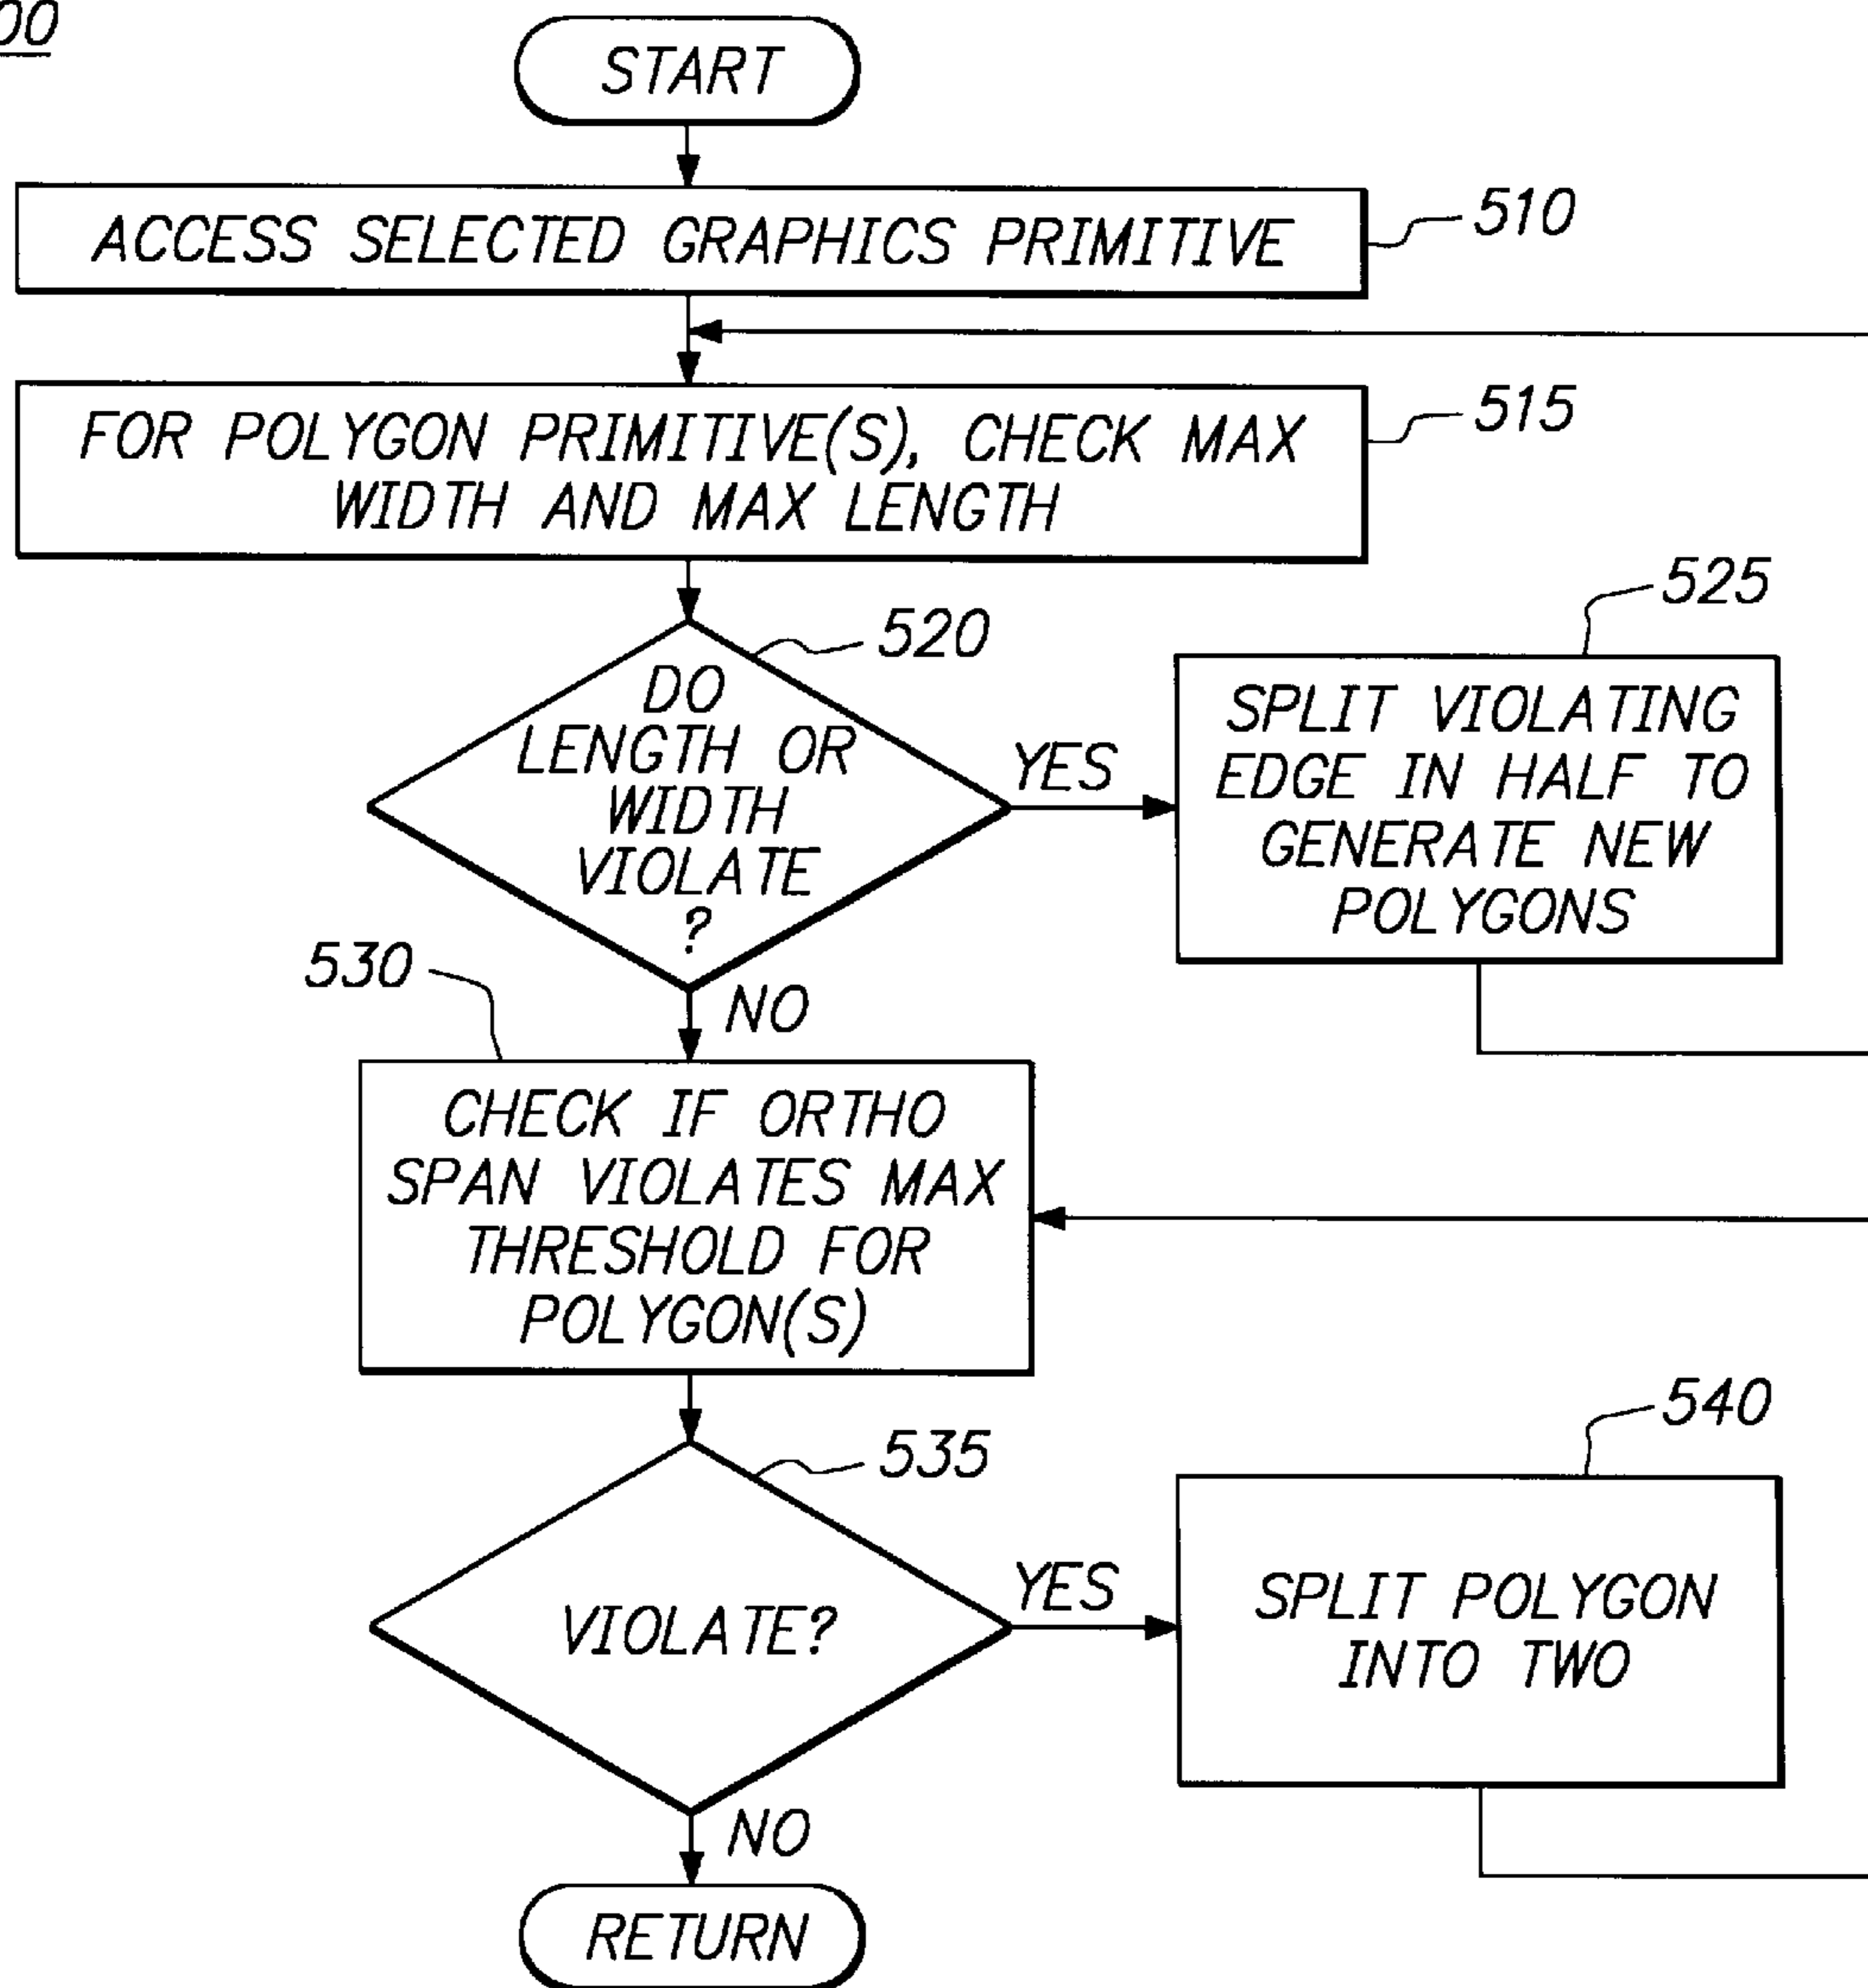 00
START
ACCESS SELECTED GRAPHICS PRIMITIVE
510
FOR POLYGON PRIMITIVE(S), CHECK MAX
WIDTH AND MAX LENGTH
515
520
DO
LENGTH OR
WIDTH
VIOLATE
?
YES
525
SPLIT VIOLATING
EDGE IN HALF TO
GENERATE NEW
POLYGONS
NO
530
CHECK IF ORTHO
SPAN VIOLATES MAX
THRESHOLD FOR
POLYGON(S)
535
VIOLATE?
YES
540
SPLIT POLYGON
INTO TWO
NO
RETURN